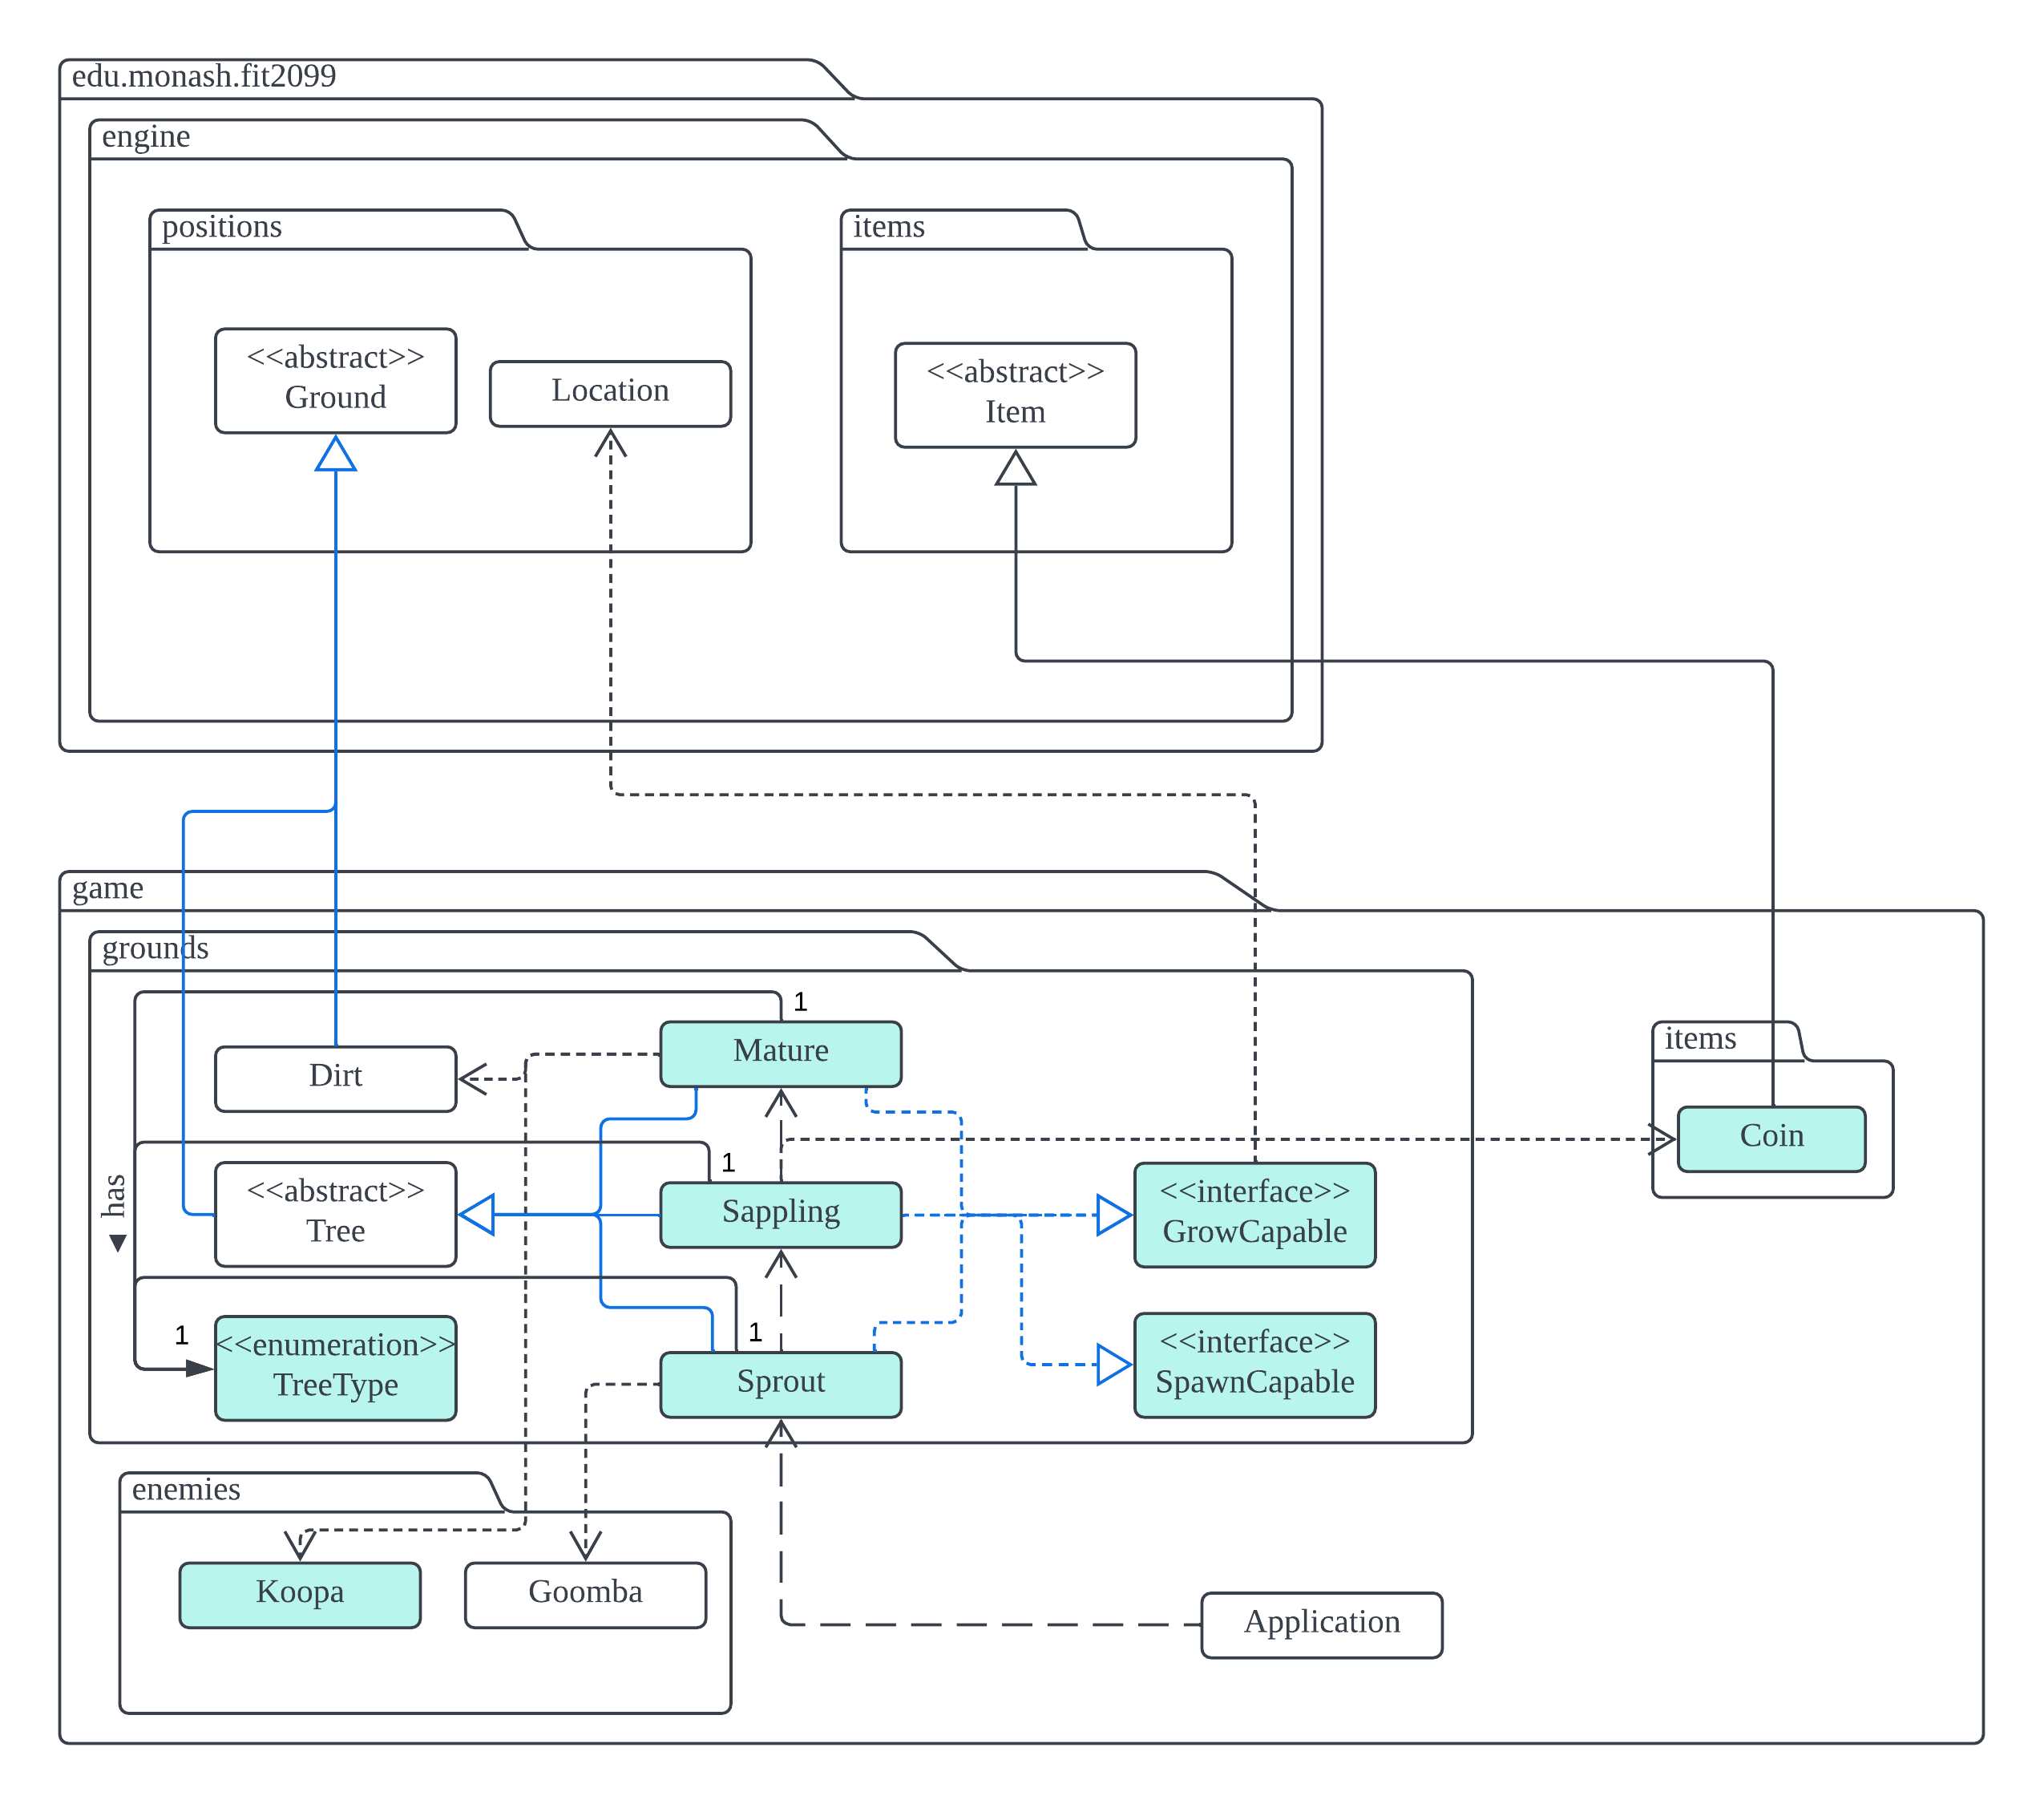 edu.monash.fit2099
engine
positions
items
<<abstract>>
Ground
Location
<<abstract>>
Item
game
grounds
1
Mature
items
Dirt
Coin
1
has
<<abstract>>
Tree
Sappling
<<interface>>
GrowCapable
1
1
<<enumeration>>
TreeType
Sprout
<<interface>>
SpawnCapable
enemies
Koopa
Goomba
Application